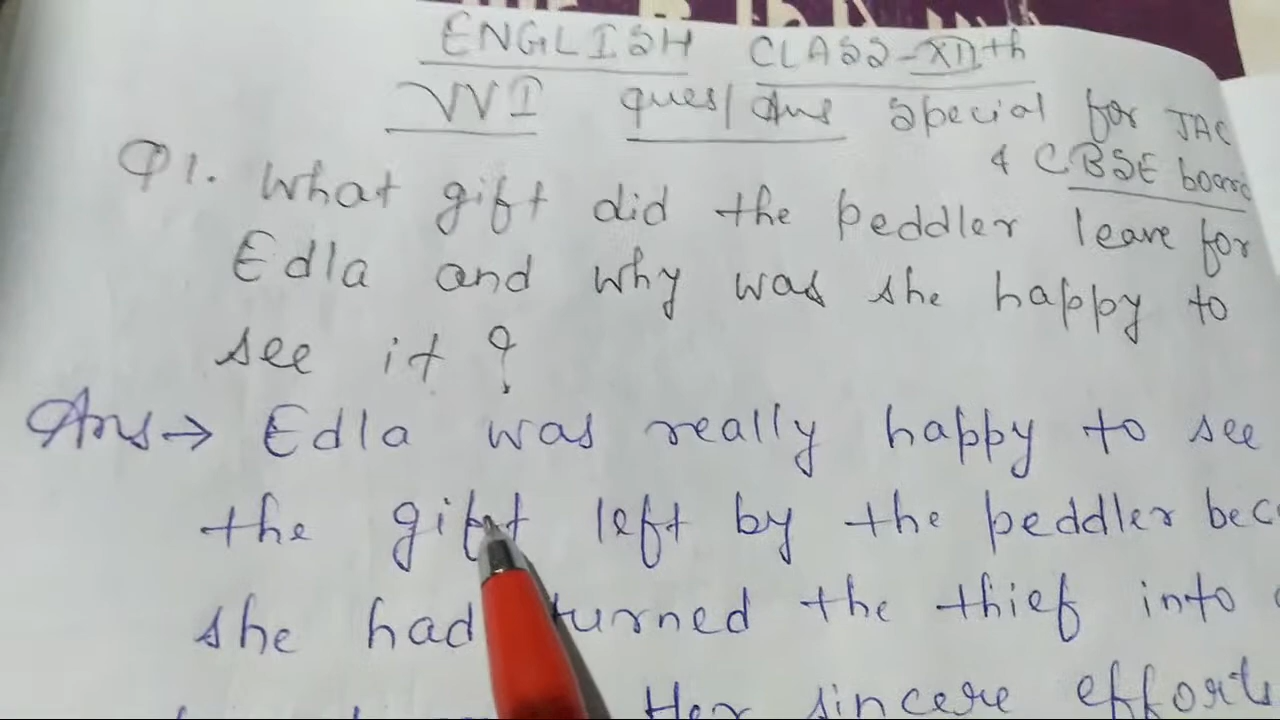 ENGLISH CLASS-XIIth
VVI ques/Ans special for JAC
& CBSE board
Q1. What gift did the peddler leave for
Edla and why was she happy to
see it ?
Ans→ Edla was really happy to see
the gift left by the peddler bec
she had turned the thief into
Her sincere efforts